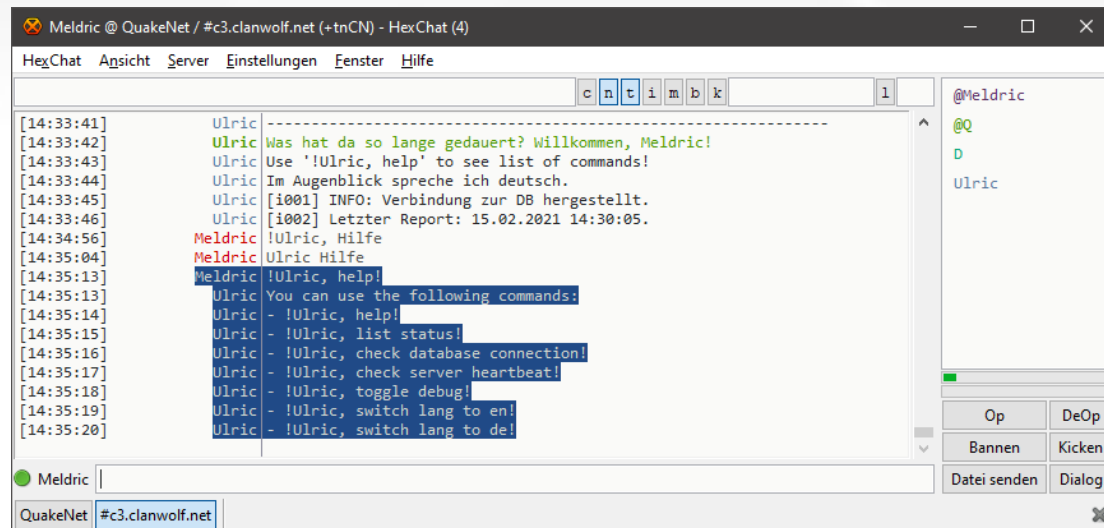 Meldric @ QuakeNet / #c3.clanwolf.net (+tnCN) - HexChat (4)
HexChat Ansicht Server Einstellungen Fenster Hilfe
c n t i m b k l
[14:33:41] Ulric -----------------------------------------------------------------
[14:33:42] Ulric Was hat da so lange gedauert? Willkommen, Meldric!
[14:33:43] Ulric Use '!Ulric, help' to see list of commands!
[14:33:44] Ulric Im Augenblick spreche ich deutsch.
[14:33:45] Ulric [i001] INFO: Verbindung zur DB hergestellt.
[14:33:46] Ulric [i002] Letzter Report: 15.02.2021 14:30:05.
[14:34:56] Meldric !Ulric, Hilfe
[14:35:04] Meldric Ulric Hilfe
[14:35:13] Meldric !Ulric, help!
[14:35:13] Ulric You can use the following commands:
[14:35:14] Ulric - !Ulric, help!
[14:35:15] Ulric - !Ulric, list status!
[14:35:16] Ulric - !Ulric, check database connection!
[14:35:17] Ulric - !Ulric, check server heartbeat!
[14:35:18] Ulric - !Ulric, toggle debug!
[14:35:19] Ulric - !Ulric, switch lang to en!
[14:35:20] Ulric - !Ulric, switch lang to de!
@Meldric
@Q
D
Ulric
Op DeOp
Bannen Kicken
Datei senden Dialog
Meldric
QuakeNet #c3.clanwolf.net